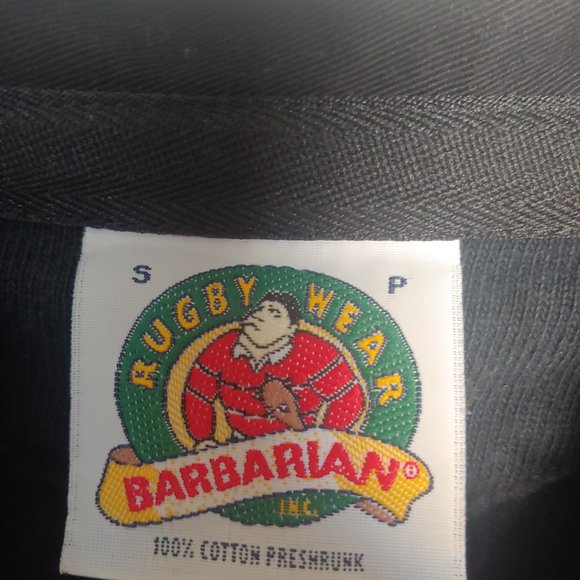 S P
RUGBY WEAR
BARBARIAN®
INC.
100% COTTON PRESHRUNK